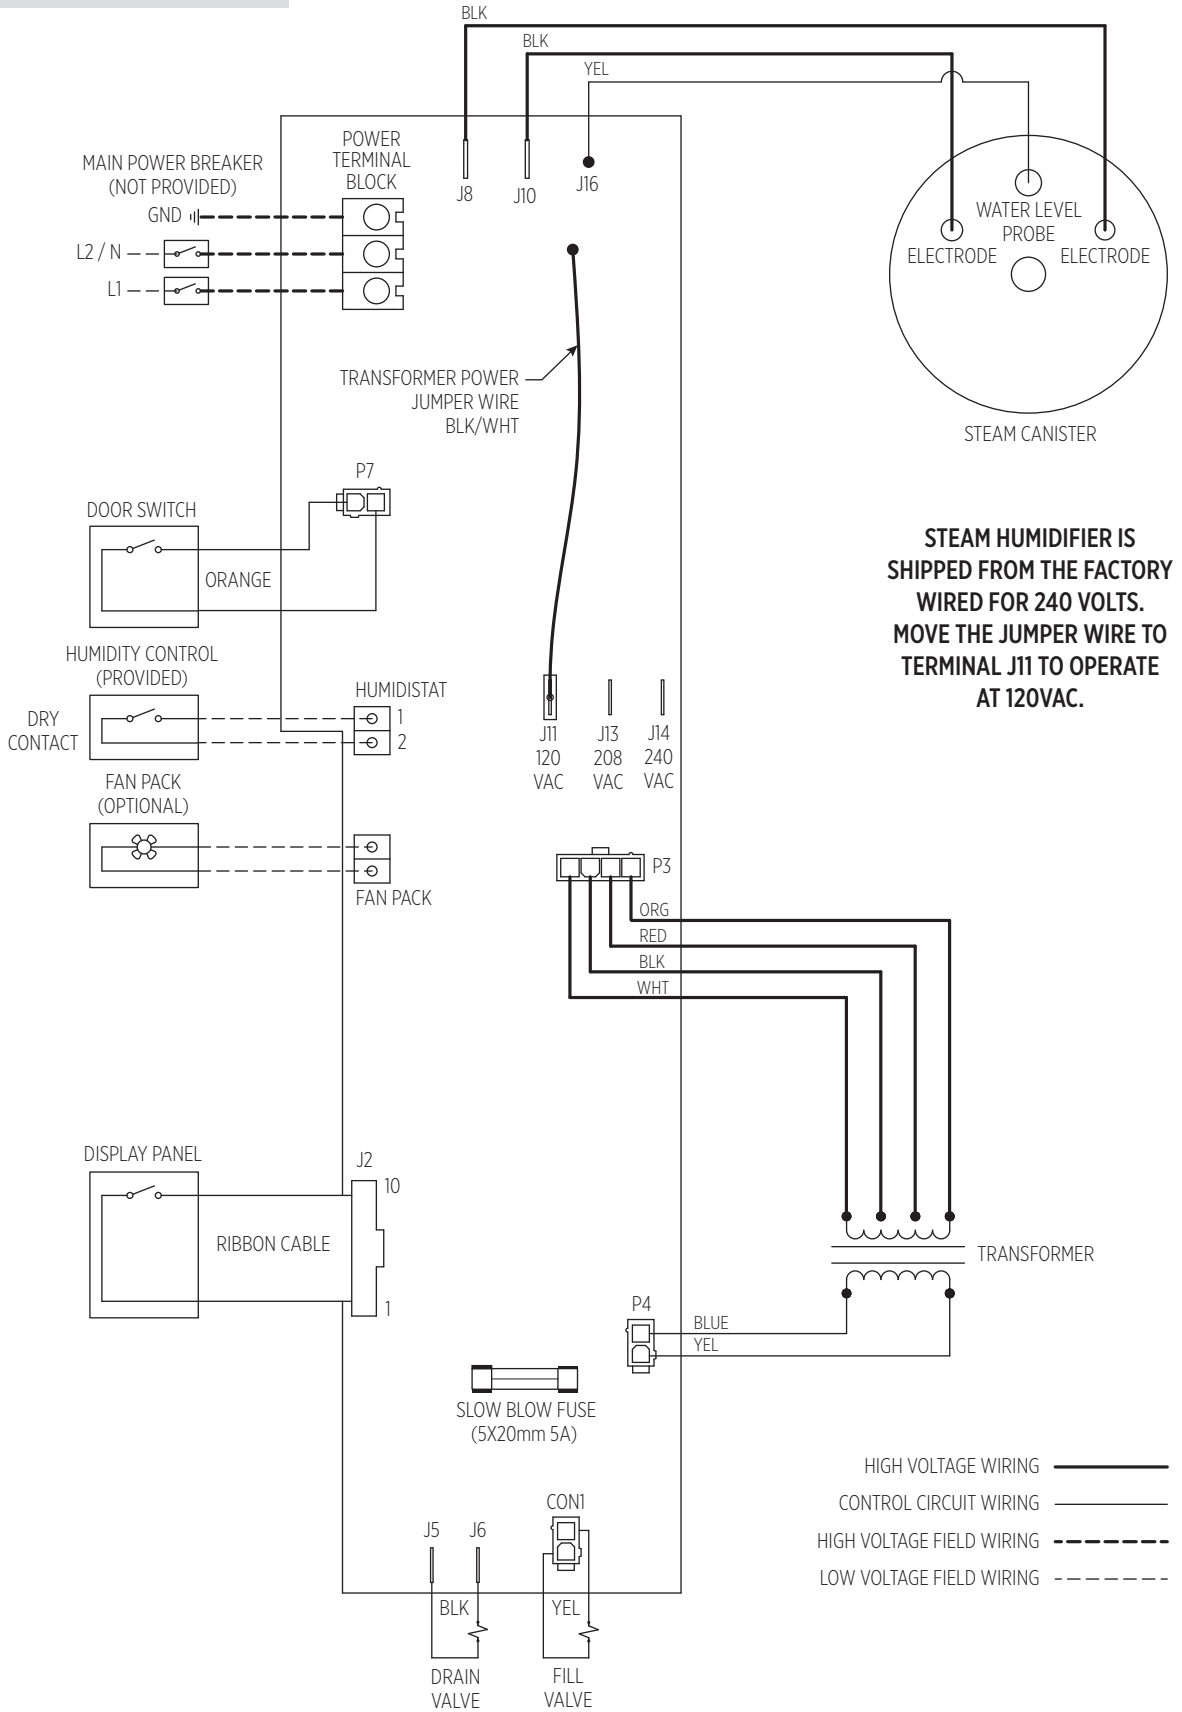 BLK
BLK
YEL
POWER
TERMINAL
BLOCK
MAIN POWER BREAKER
(NOT PROVIDED)
GND
L2 / N
L1
J8
J10
J16
WATER LEVEL
PROBE
ELECTRODE
ELECTRODE
STEAM CANISTER
TRANSFORMER POWER
JUMPER WIRE
BLK/WHT
P7
DOOR SWITCH
ORANGE
STEAM HUMIDIFIER IS
SHIPPED FROM THE FACTORY
WIRED FOR 240 VOLTS.
MOVE THE JUMPER WIRE TO
TERMINAL J11 TO OPERATE
AT 120VAC.
HUMIDITY CONTROL
(PROVIDED)
DRY
CONTACT
HUMIDISTAT
1
2
J11
120
VAC
J13
208
VAC
J14
240
VAC
FAN PACK
(OPTIONAL)
FAN PACK
P3
ORG
RED
BLK
WHT
DISPLAY PANEL
J2
10
RIBBON CABLE
1
TRANSFORMER
P4
BLUE
YEL
SLOW BLOW FUSE
(5X20mm 5A)
HIGH VOLTAGE WIRING
CONTROL CIRCUIT WIRING
HIGH VOLTAGE FIELD WIRING
LOW VOLTAGE FIELD WIRING
CON1
J5
J6
BLK
YEL
DRAIN
VALVE
FILL
VALVE